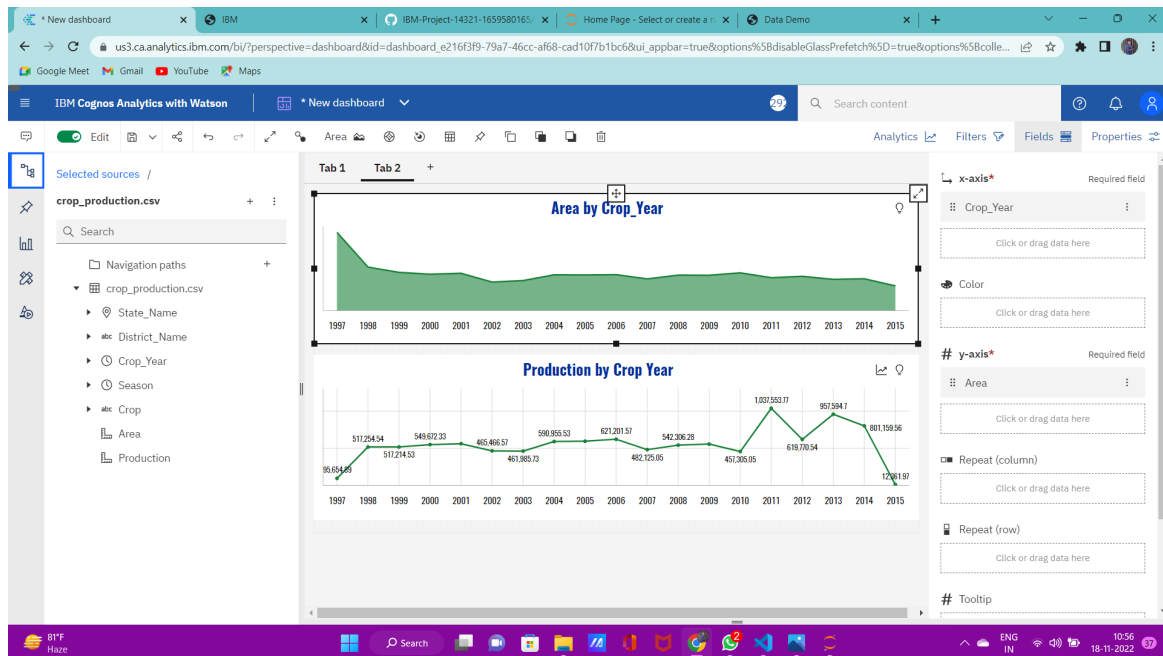 * New dashboard
IBM
IBM-Project-14321-1659580165/
Home Page - Select or create a n
Data Demo
us3.ca.analytics.ibm.com/bi/?perspective=dashboard&id=dashboard_e216f3f9-79a7-46cc-af68-cad10f7b1bc6&ui_appbar=true&options%5BdisableGlassPrefetch%5D=true&options%5Bcolle...
Google Meet
Gmail
YouTube
Maps
IBM Cognos Analytics with Watson
* New dashboard
Search content
Edit
Area
Analytics
Filters
Fields
Properties
Selected sources /
crop_production.csv
Search
Navigation paths
crop_production.csv
State_Name
abc District_Name
Crop_Year
Season
abc Crop
Area
Production
Tab 1
Tab 2
Area by Crop_Year
1997 1998 1999 2000 2001 2002 2003 2004 2005 2006 2007 2008 2009 2010 2011 2012 2013 2014 2015
Production by Crop Year
95,654.89
517,254.54
517,214.53
549,672.33
465,466.57
461,985.73
590,955.53
621,201.57
482,125.05
542,306.28
457,305.05
1,037,553.77
619,770.54
957,594.7
801,159.56
1997 1998 1999 2000 2001 2002 2003 2004 2005 2006 2007 2008 2009 2010 2011 2012 2013 2014 2015
x-axis*
Required field
Crop_Year
Click or drag data here
Color
Click or drag data here
# y-axis*
Required field
Area
Click or drag data here
Repeat (column)
Click or drag data here
Repeat (row)
Click or drag data here
# Tooltip
81°F
Haze
Search
2
ENG
IN
10:56
18-11-2022
37